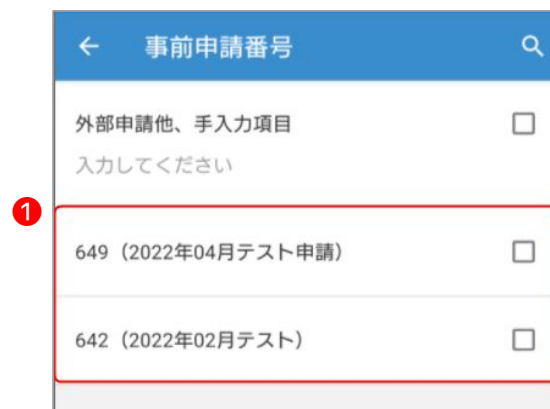 事前申請番号
外部申請他、手入力項目
入力してください
1
649（2022年04月テスト申請）
642（2022年02月テスト）